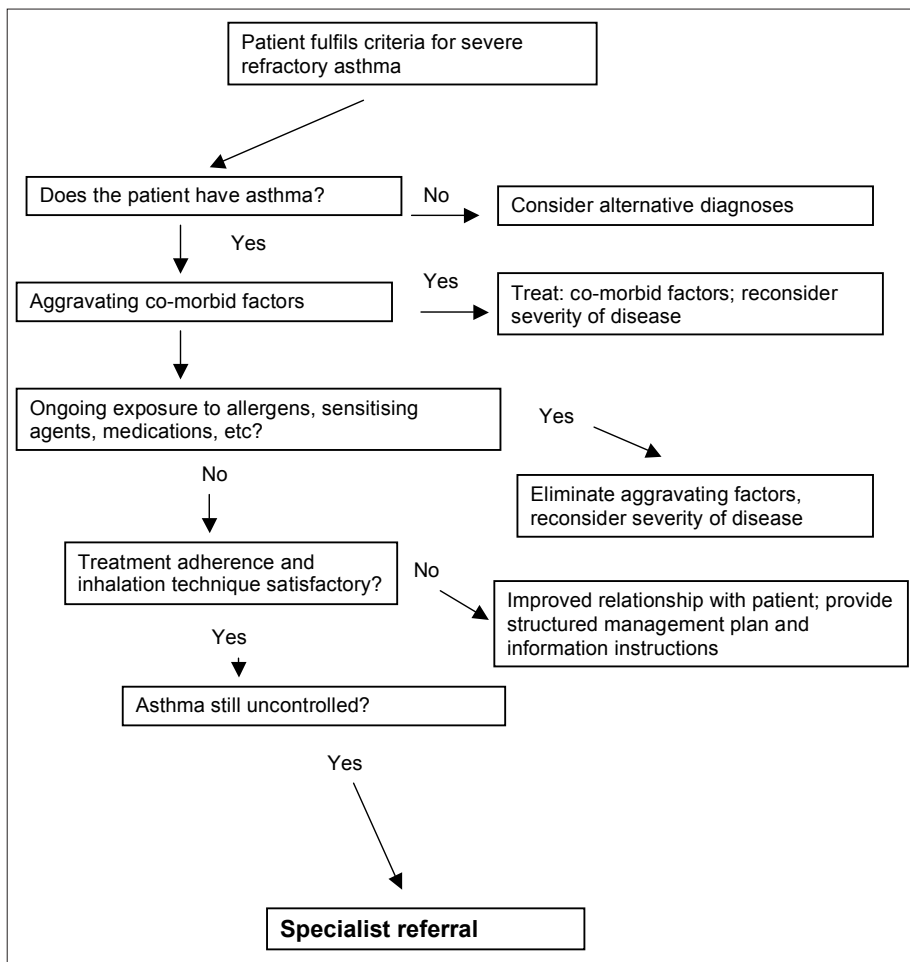 Patient fulfils criteria for severe
refractory asthma
Does the patient have asthma?
No
Consider alternative diagnoses
Yes
Aggravating co-morbid factors
Yes
Treat: co-morbid factors; reconsider
severity of disease
Ongoing exposure to allergens, sensitising
agents, medications, etc?
Yes
Eliminate aggravating factors,
reconsider severity of disease
No
Treatment adherence and
inhalation technique satisfactory?
No
Improved relationship with patient; provide
structured management plan and
information instructions
Yes
Asthma still uncontrolled?
Yes
Specialist referral